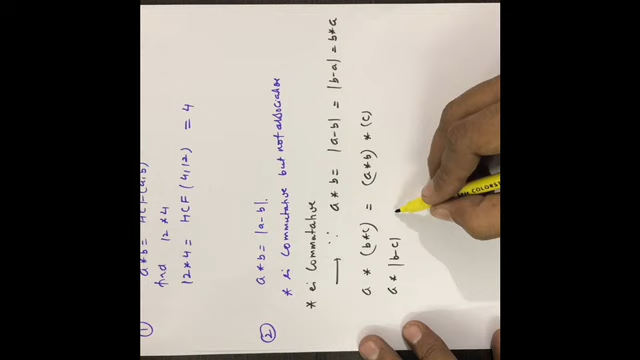 ① a * b = HCF(a,b)
find 12 * 4
12 * 4 = HCF (4,12) = 4
② a * b = |a-b|.
* is commutative but not associative
* is commutative
⟶ ∵ a * b = |a-b| = |b-a| = b * a
a * (b * c) = (a * b) * (c)
a * |b-c|